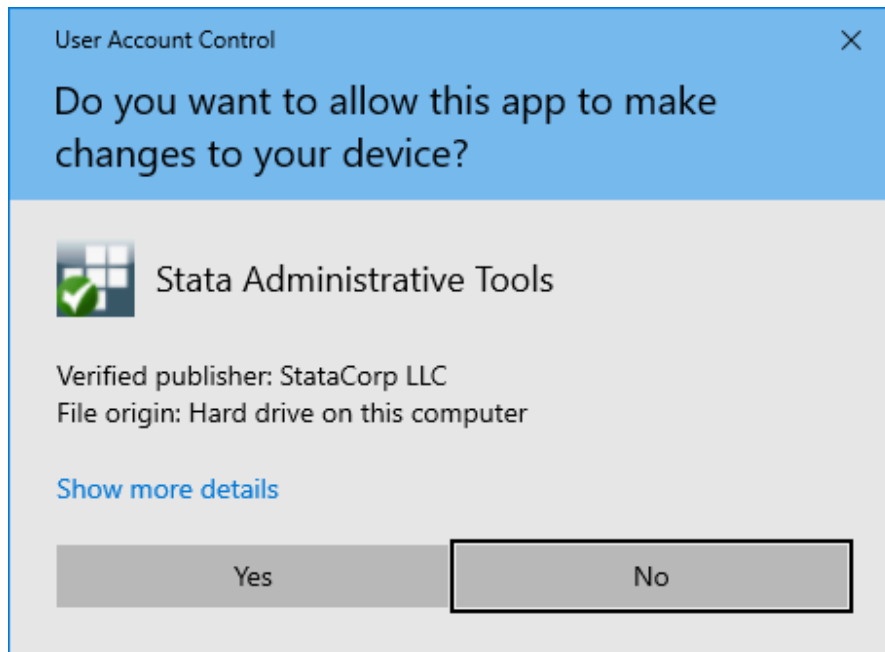 User Account Control
Do you want to allow this app to make
changes to your device?
Stata Administrative Tools
Verified publisher: StataCorp LLC
File origin: Hard drive on this computer
Show more details
Yes
No